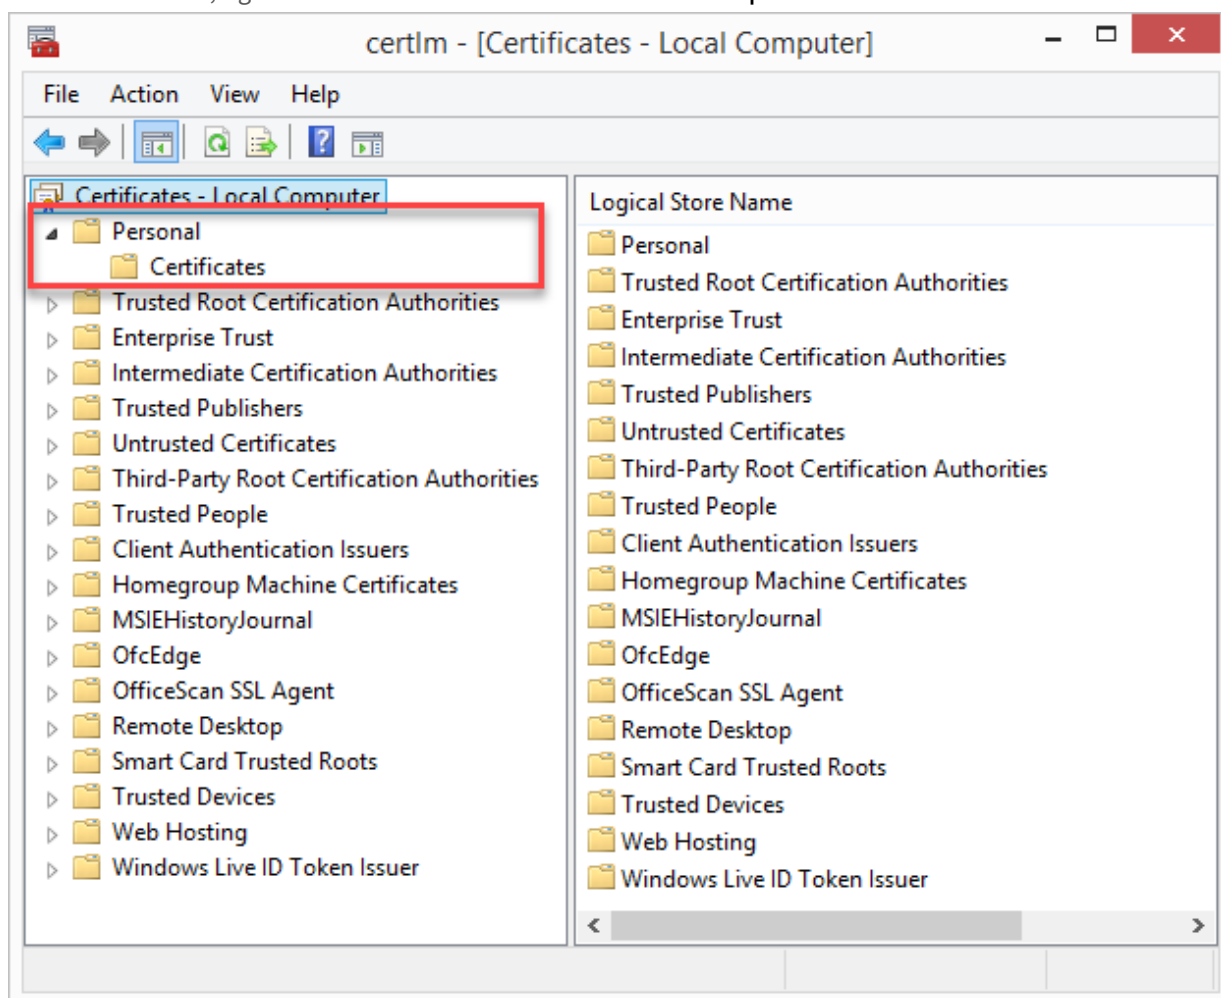 certlm - [Certificates - Local Computer]
File Action View Help
Certificates - Local Computer
Personal
Certificates
Trusted Root Certification Authorities
Enterprise Trust
Intermediate Certification Authorities
Trusted Publishers
Untrusted Certificates
Third-Party Root Certification Authorities
Trusted People
Client Authentication Issuers
Homegroup Machine Certificates
MSIEHistoryJournal
OfcEdge
OfficeScan SSL Agent
Remote Desktop
Smart Card Trusted Roots
Trusted Devices
Web Hosting
Windows Live ID Token Issuer
Logical Store Name
Personal
Trusted Root Certification Authorities
Enterprise Trust
Intermediate Certification Authorities
Trusted Publishers
Untrusted Certificates
Third-Party Root Certification Authorities
Trusted People
Client Authentication Issuers
Homegroup Machine Certificates
MSIEHistoryJournal
OfcEdge
OfficeScan SSL Agent
Remote Desktop
Smart Card Trusted Roots
Trusted Devices
Web Hosting
Windows Live ID Token Issuer